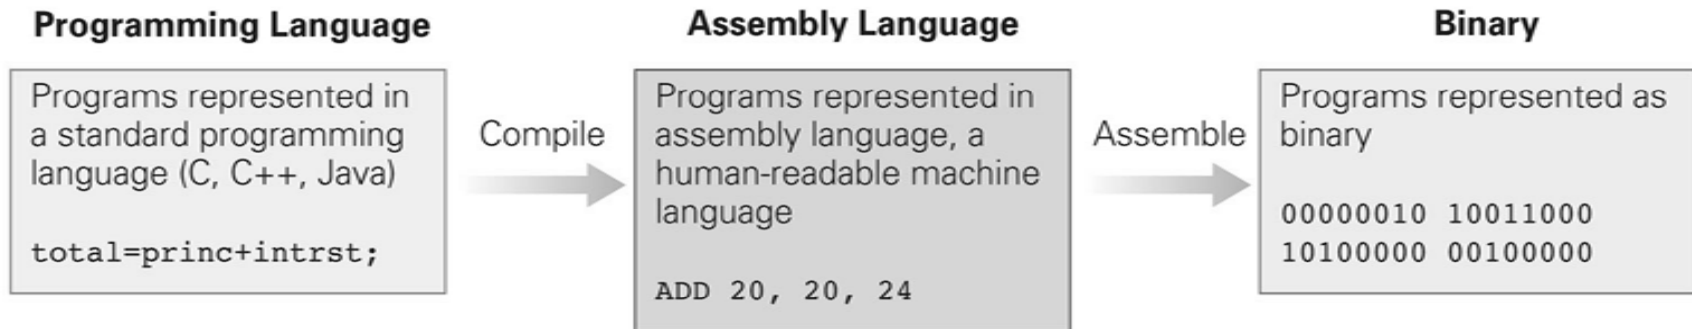 Programming Language
Programs represented in
a standard programming
language (C, C++, Java)
total=princ+intrst;
Compile
Assembly Language
Programs represented in
assembly language, a
human-readable machine
language
ADD 20, 20, 24
Assemble
Binary
Programs represented as
binary
00000010 10011000
10100000 00100000